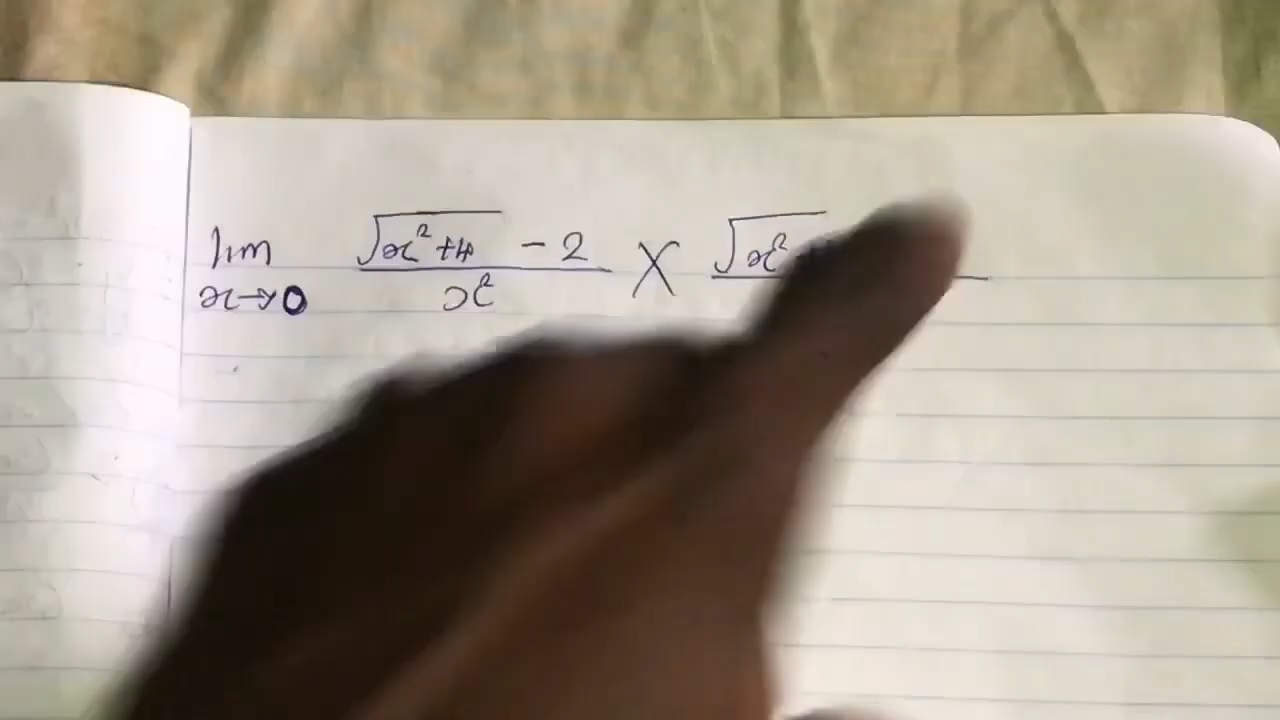 lim √x²+4 - 2 X √x²
x→0 x²